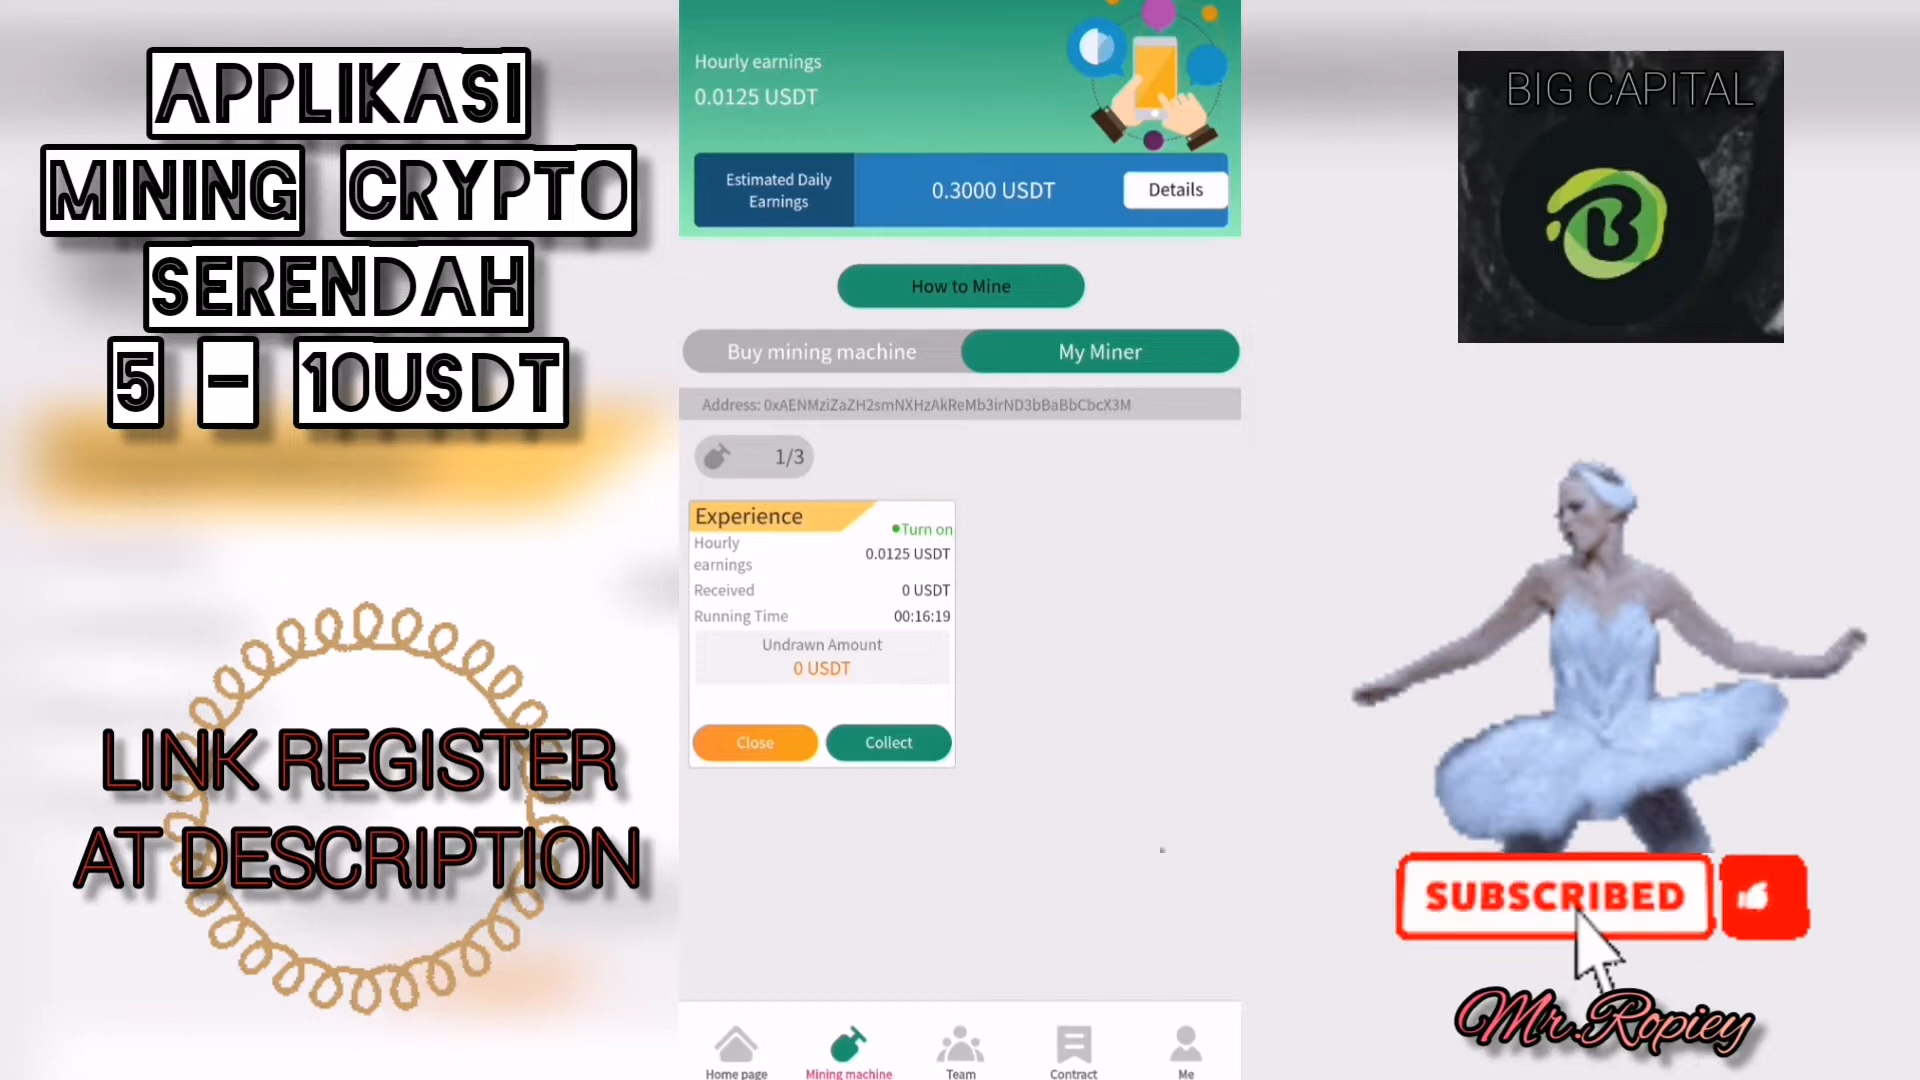 APPLIKASI
MINING CRYPTO
SERENDAH
5 - 10USDT
LINK REGISTER
AT DESCRIPTION
Hourly earnings
0.0125 USDT
Estimated Daily
Earnings
0.3000 USDT
Details
How to Mine
Buy mining machine
My Miner
Address: 0xAENMziZaZH2smNXHzAkReMb3irND3bBaBbCbcX3M
1/3
Experience
Turn on
Hourly
earnings
0.0125 USDT
Received 0 USDT
Running Time 00:16:19
Undrawn Amount
0 USDT
Close
Collect
Home page
Mining machine
Team
Contract
Me
BIG CAPITAL
B
SUBSCRIBED
Mr.Ropiey